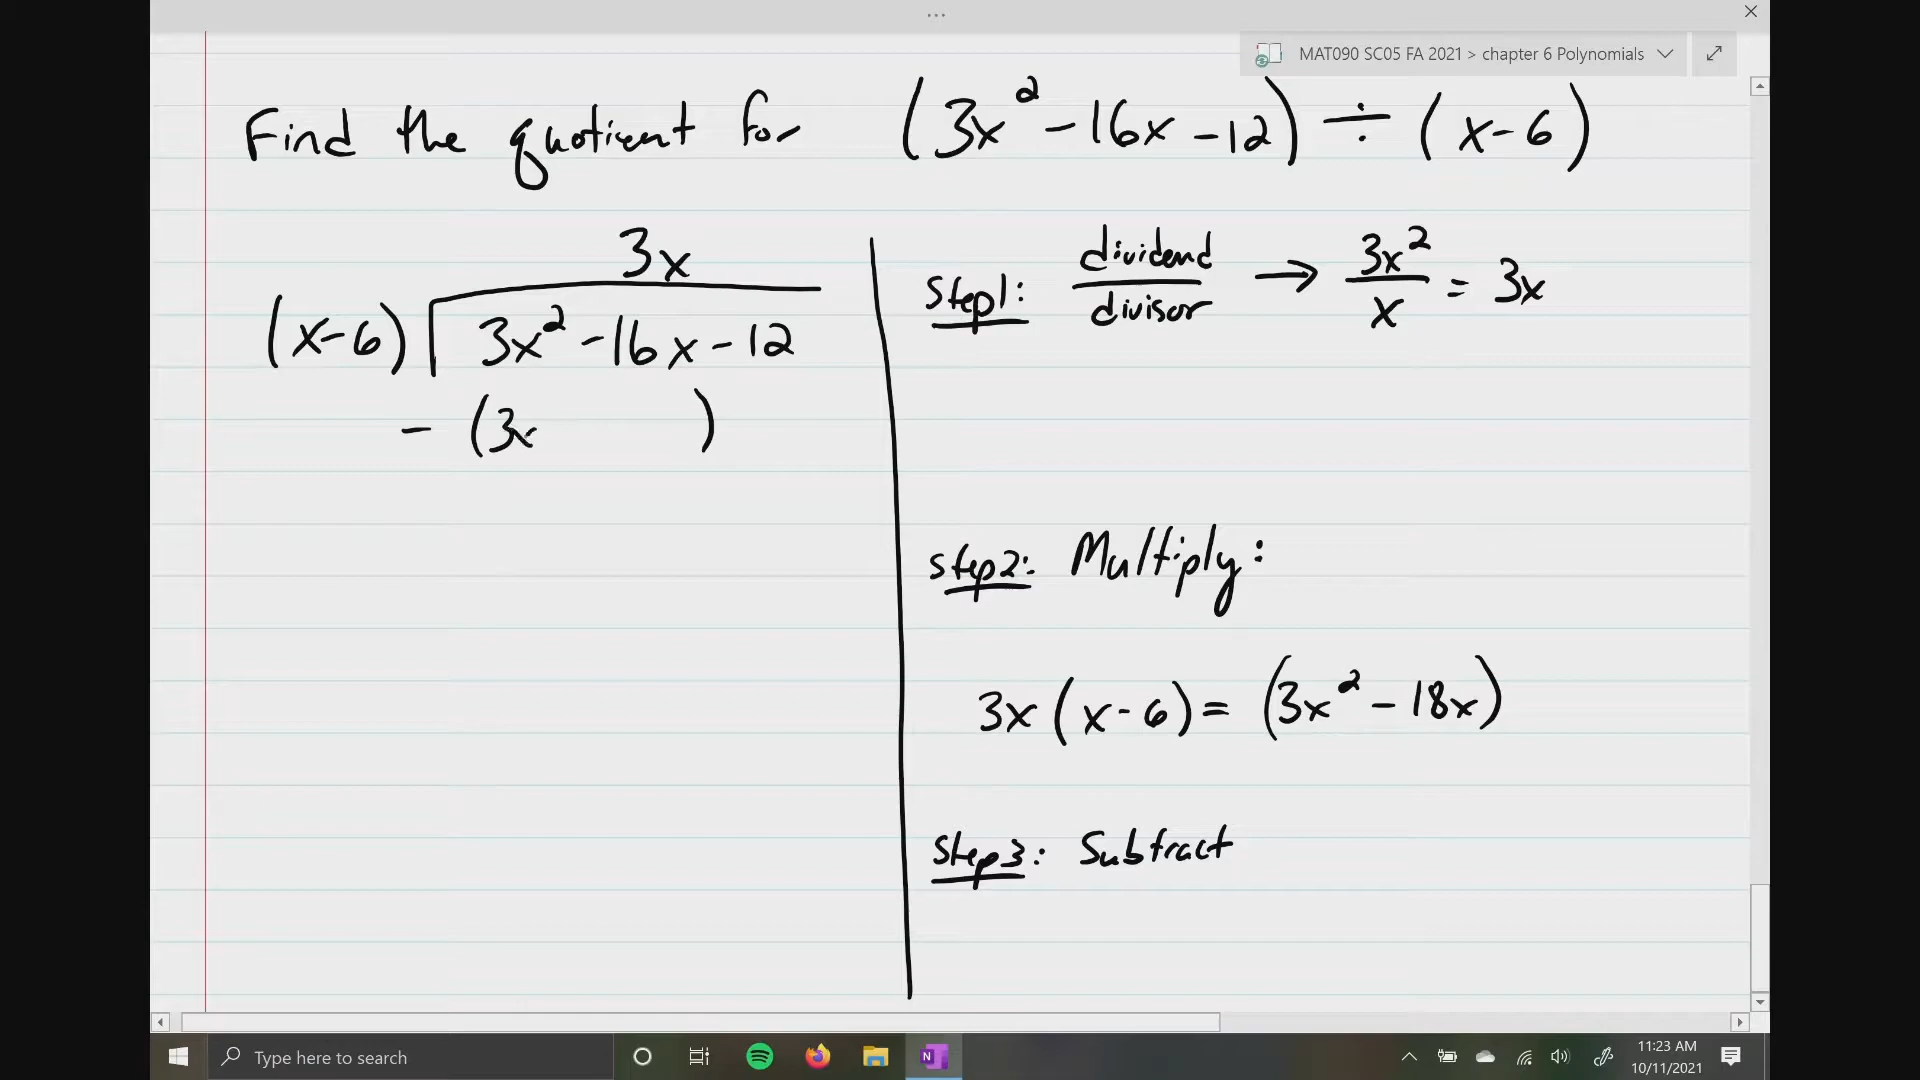 MAT090 SC05 FA 2021 > chapter 6 Polynomials
Find the quotient for (3x² - 16x - 12) ÷ (x - 6)
3x
(x - 6) 3x² - 16x - 12
- (3x )
Step1: dividend / divisor → 3x² / x = 3x
Step2: Multiply:
3x (x - 6) = (3x² - 18x)
Step3: Subtract
Type here to search
11:23 AM
10/11/2021